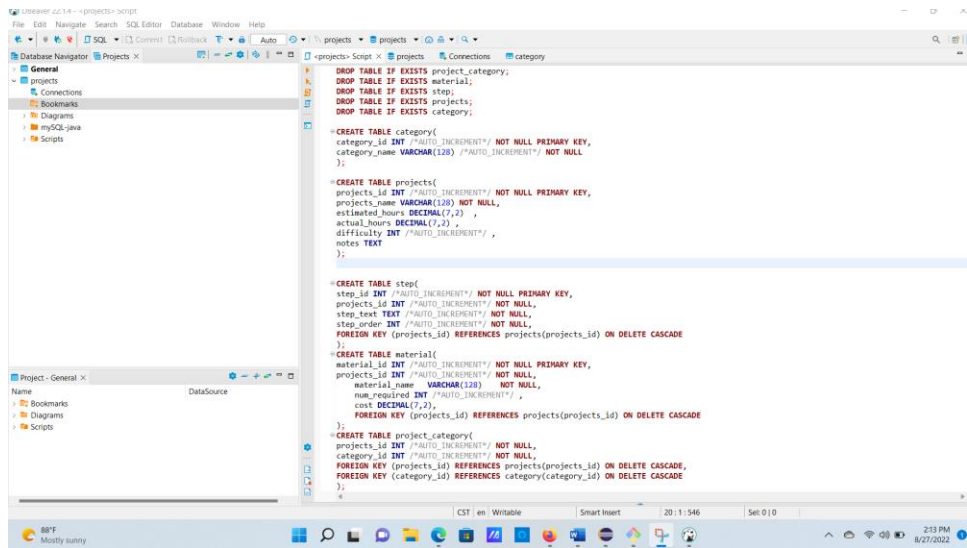 DBeaver 22.1.4 - <projects> Script
File Edit Navigate Search SQL Editor Database Window Help
SQL Commit Rollback Auto projects projects
Database Navigator Projects
General
projects
Connections
Bookmarks
Diagrams
mySQL-java
Scripts
Project - General
Name DataSource
Bookmarks
Diagrams
Scripts
<projects> Script projects Connections category
DROP TABLE IF EXISTS project_category;
DROP TABLE IF EXISTS material;
DROP TABLE IF EXISTS step;
DROP TABLE IF EXISTS projects;
DROP TABLE IF EXISTS category;
CREATE TABLE category(
category_id INT /*AUTO_INCREMENT*/ NOT NULL PRIMARY KEY,
category_name VARCHAR(128) /*AUTO_INCREMENT*/ NOT NULL
);
CREATE TABLE projects(
projects_id INT /*AUTO_INCREMENT*/ NOT NULL PRIMARY KEY,
projects_name VARCHAR(128) NOT NULL,
estimated_hours DECIMAL(7,2) ,
actual_hours DECIMAL(7,2) ,
difficulty INT /*AUTO_INCREMENT*/ ,
notes TEXT
);
CREATE TABLE step(
step_id INT /*AUTO_INCREMENT*/ NOT NULL PRIMARY KEY,
projects_id INT /*AUTO_INCREMENT*/ NOT NULL,
step_text TEXT /*AUTO_INCREMENT*/ NOT NULL,
step_order INT /*AUTO_INCREMENT*/ NOT NULL,
FOREIGN KEY (projects_id) REFERENCES projects(projects_id) ON DELETE CASCADE
);
CREATE TABLE material(
material_id INT /*AUTO_INCREMENT*/ NOT NULL PRIMARY KEY,
projects_id INT /*AUTO_INCREMENT*/ NOT NULL,
material_name VARCHAR(128) NOT NULL,
num_required INT /*AUTO_INCREMENT*/ ,
cost DECIMAL(7,2),
FOREIGN KEY (projects_id) REFERENCES projects(projects_id) ON DELETE CASCADE
);
CREATE TABLE project_category(
projects_id INT /*AUTO_INCREMENT*/ NOT NULL,
category_id INT /*AUTO_INCREMENT*/ NOT NULL,
FOREIGN KEY (projects_id) REFERENCES projects(projects_id) ON DELETE CASCADE,
FOREIGN KEY (category_id) REFERENCES category(category_id) ON DELETE CASCADE
);
CST en Writable Smart Insert 20 : 1 : 546 Sel: 0 | 0
88°F
Mostly sunny
2:13 PM
8/27/2022